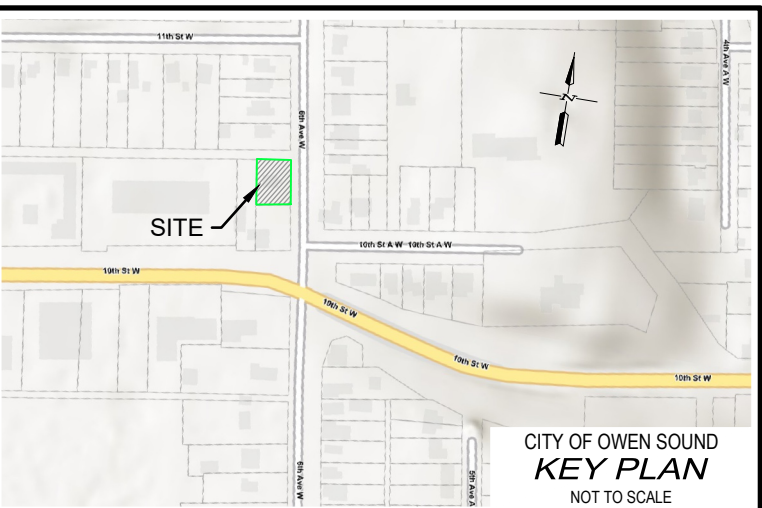 11th St W
6th Ave W
4th Ave A W
N
SITE
10th St A W 10th St A W
10th St W
10th St W
10th St W
10th St W
6th Ave W
5th Ave A
CITY OF OWEN SOUND
KEY PLAN
NOT TO SCALE